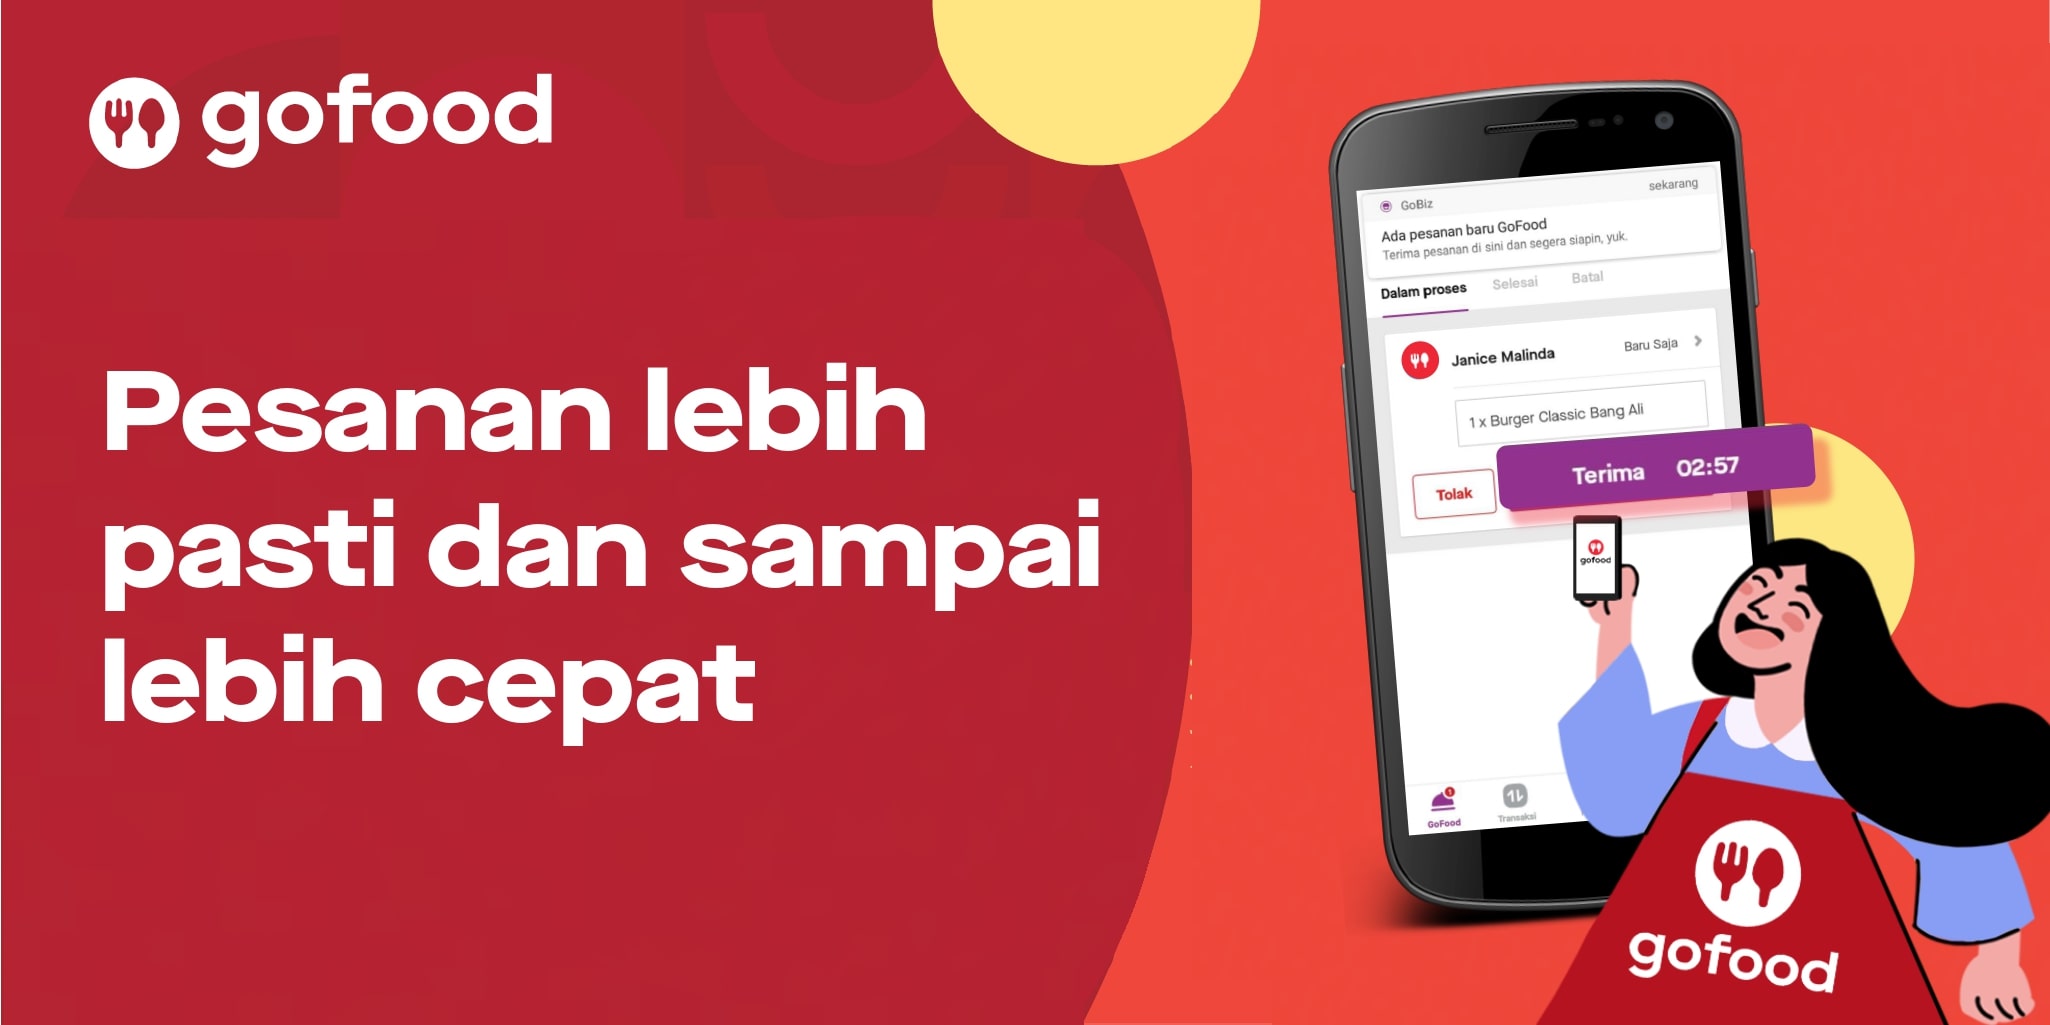 gofood
Pesanan lebih
pasti dan sampai
lebih cepat
GoBiz
sekarang
Ada pesanan baru GoFood
Terima pesanan di sini dan segera siapin, yuk.
Dalam proses Selesai Batal
Janice Malinda
Baru Saja
1 x Burger Classic Bang Ali
Tolak
Terima 02:57
gofood
1
GoFood
Transaksi
gofood